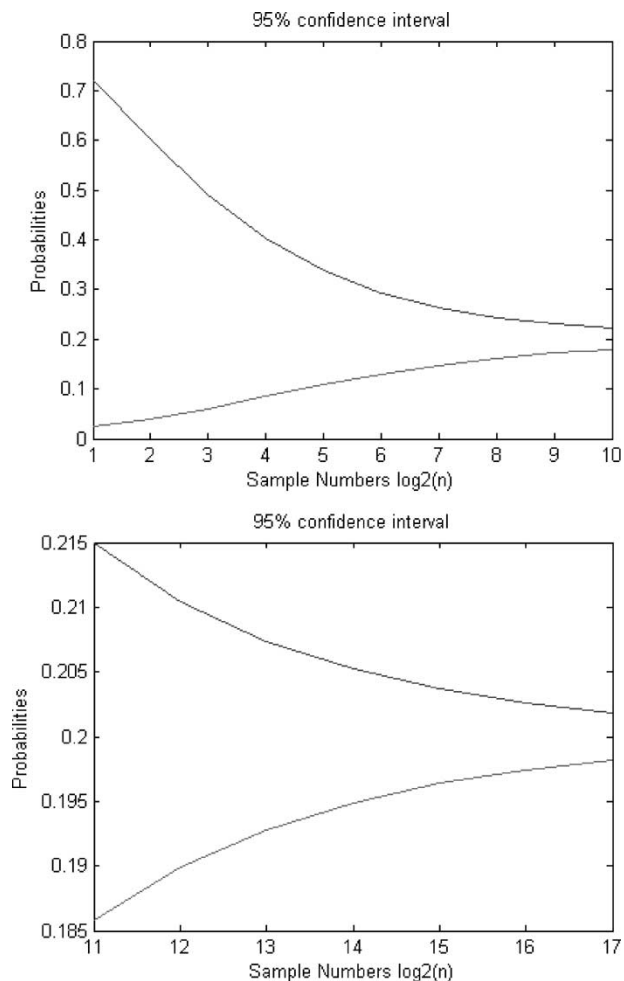 95% confidence interval
0.8
0.7
0.6
0.5
0.4
0.3
0.2
0.1
0
Probabilities
1 2 3 4 5 6 7 8 9 10
Sample Numbers log2(n)
95% confidence interval
0.215
0.21
0.205
0.2
0.195
0.19
0.185
Probabilities
11 12 13 14 15 16 17
Sample Numbers log2(n)